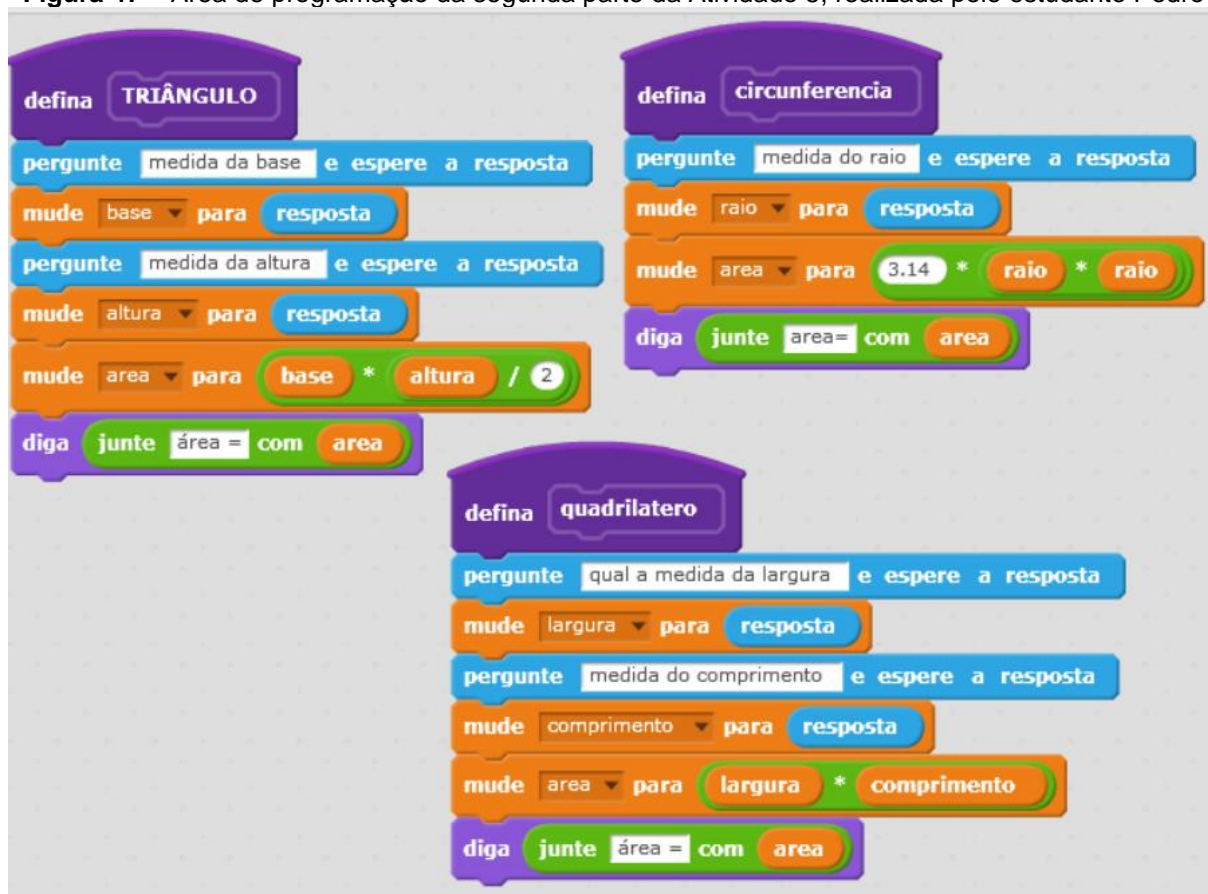 Figura 47 – Área de programação da segunda parte da Atividade 3, realizada pelo estudante Pedro
defina TRIÂNGULO
pergunte medida da base e espere a resposta
mude base para resposta
pergunte medida da altura e espere a resposta
mude altura para resposta
mude area para base * altura / 2
diga junte área = com area
defina circunferencia
pergunte medida do raio e espere a resposta
mude raio para resposta
mude area para 3.14 * raio * raio
diga junte area= com area
defina quadrilatero
pergunte qual a medida da largura e espere a resposta
mude largura para resposta
pergunte medida do comprimento e espere a resposta
mude comprimento para resposta
mude area para largura * comprimento
diga junte área = com area